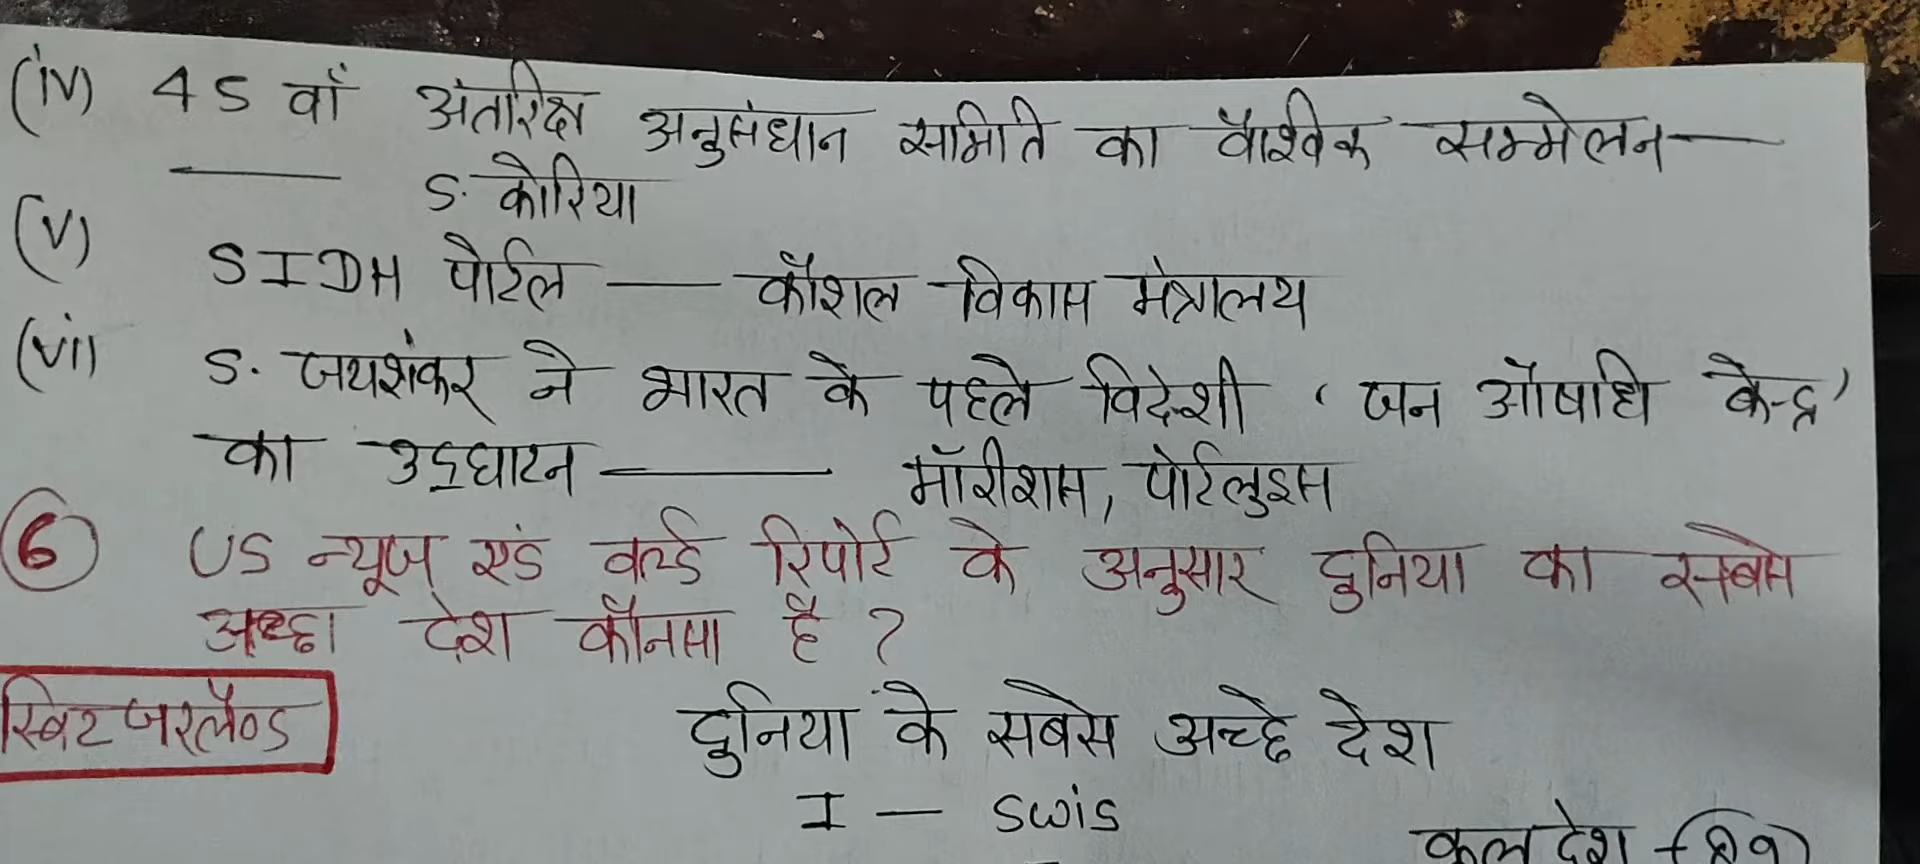 (iv) 45 वाँ अंतरिक्ष अनुसंधान समिति का वैश्विक सम्मेलन —
— S. कोरिया
(v) SIDH पोर्टल — कौशल विकास मंत्रालय
(vi) S. जयशंकर ने भारत के पहले विदेशी 'जन औषधि केन्द्र'
का उद्घाटन — मॉरीशस, पोर्टलुइस
6 US न्यूज एंड वर्ल्ड रिपोर्ट के अनुसार दुनिया का सबसे
अच्छा देश कौनसा है ?
स्विटजरलैण्ड
दुनिया के सबसे अच्छे देश
I — Swis
कुल देश -